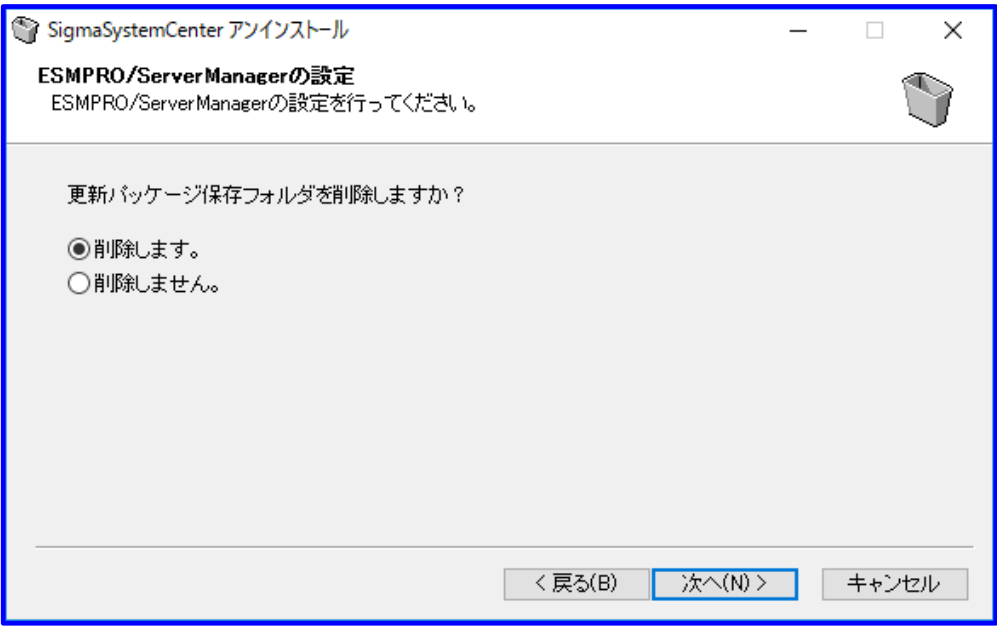 SigmaSystemCenter アンインストール
ESMPRO/ServerManagerの設定
ESMPRO/ServerManagerの設定を行ってください。
更新パッケージ保存フォルダを削除しますか？
削除します。
削除しません。
< 戻る(B)
次へ(N) >
キャンセル